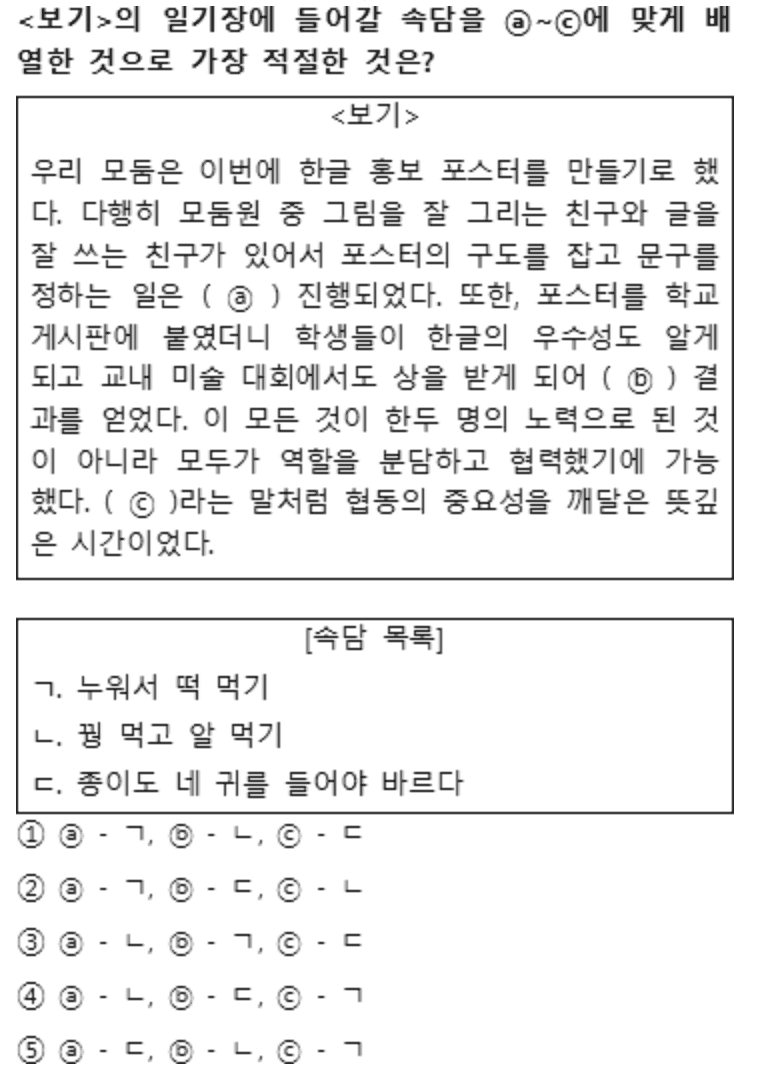 <보기>의 일기장에 들어갈 속담을 ⓐ~ⓒ에 맞게 배
열한 것으로 가장 적절한 것은?
<보기>
우리 모둠은 이번에 한글 홍보 포스터를 만들기로 했
다. 다행히 모둠원 중 그림을 잘 그리는 친구와 글을
잘 쓰는 친구가 있어서 포스터의 구도를 잡고 문구를
정하는 일은 ( ⓐ ) 진행되었다. 또한, 포스터를 학교
게시판에 붙였더니 학생들이 한글의 우수성도 알게
되고 교내 미술 대회에서도 상을 받게 되어 ( ⓑ ) 결
과를 얻었다. 이 모든 것이 한두 명의 노력으로 된 것
이 아니라 모두가 역할을 분담하고 협력했기에 가능
했다. ( ⓒ )라는 말처럼 협동의 중요성을 깨달은 뜻깊
은 시간이었다.
[속담 목록]
ㄱ. 누워서 떡 먹기
ㄴ. 꿩 먹고 알 먹기
ㄷ. 종이도 네 귀를 들어야 바르다
① ⓐ - ㄱ, ⓑ - ㄴ, ⓒ - ㄷ
② ⓐ - ㄱ, ⓑ - ㄷ, ⓒ - ㄴ
③ ⓐ - ㄴ, ⓑ - ㄱ, ⓒ - ㄷ
④ ⓐ - ㄴ, ⓑ - ㄷ, ⓒ - ㄱ
⑤ ⓐ - ㄷ, ⓑ - ㄴ, ⓒ - ㄱ